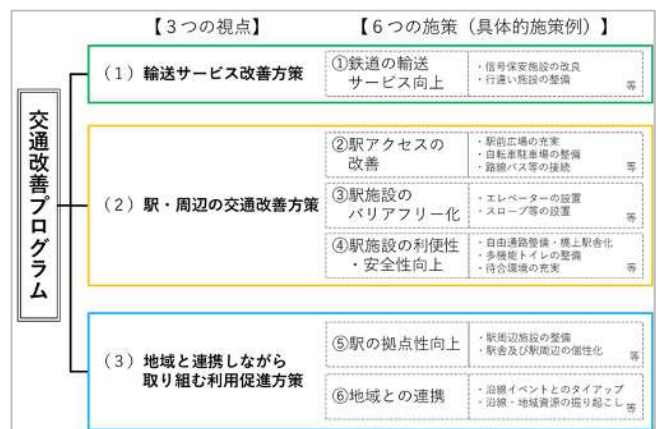 【3つの視点】
【6つの施策（具体的施策例）】
交通改善プログラム
（1）輸送サービス改善方策
①鉄道の輸送
サービス向上
・信号保安施設の改良
・行違い施設の整備
等
（2）駅・周辺の交通改善方策
②駅アクセスの
改善
・駅前広場の充実
・自転車駐車場の整備
・路線バス等の接続
等
③駅施設の
バリアフリー化
・エレベーターの設置
・スロープ等の設置
等
④駅施設の利便性
・安全性向上
・自由通路整備・橋上駅舎化
・多機能トイレの整備
・待合環境の充実
等
（3）地域と連携しながら
取り組む利用促進方策
⑤駅の拠点性向上
・駅周辺施設の整備
・駅舎及び駅周辺の個性化
等
⑥地域との連携
・沿線イベントとのタイアップ
・沿線・地域資源の掘り起こし
等